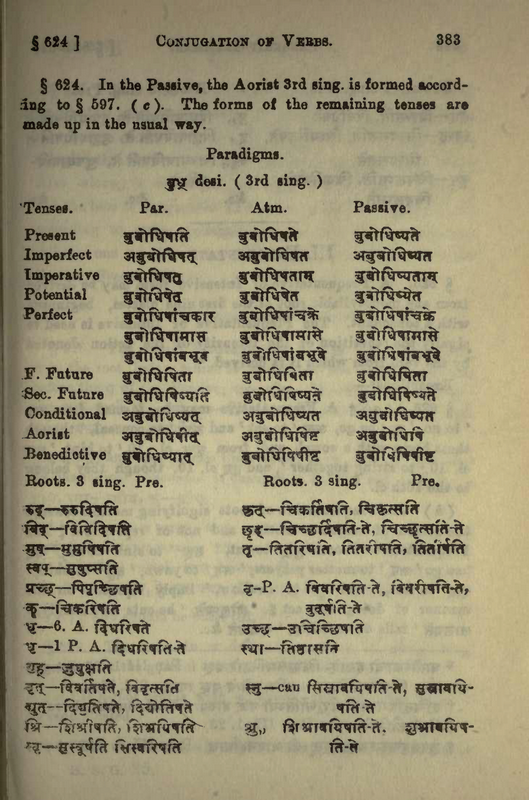 § 624 ] CONJUGATION OF VERBS. 383
§ 624. In the Passive, the Aorist 3rd sing. is formed accord-
ing to § 597. ( c ). The forms of the remaining tenses are
made up in the usual way.
Paradigms.
बुध् desi. ( 3rd sing. )
Tenses. Par. Atm. Passive.
Present बुबोधिषति बुबोधिषते बुबोधिष्यते
Imperfect अबुबोधिषत् अबुबोधिषत अबुबोधिष्यत
Imperative बुबोधिषतु बुबोधिषताम् बुबोधिष्यताम्
Potential बुबोधिषेत् बुबोधिषेत बुबोधिष्येत
Perfect बुबोधिषांचकार बुबोधिषांचक्रे बुबोधिषांचक्रे
बुबोधिषामास बुबोधिषामासे बुबोधिषामासे
बुबोधिषांबभूव बुबोधिषांबभूवे बुबोधिषांबभूवे
F. Future बुबोधिषिता बुबोधिषिता बुबोधिषिता
Sec. Future बुबोधिषिष्यति बुबोधिषिष्यते बुबोधिषिष्यते
Conditional अबुबोधिष्यत् अबुबोधिष्यत अबुबोधिष्यत
Aorist अबुबोधिषीत् अबुबोधिषिष्ट अबुबोधिषि
Benedictive बुबोधिष्यात् बुबोधिषिषीष्ट बुबोधिषिषीष्ट
Roots. 3 sing. Pre. Roots. 3 sing. Pre.
रुद्—रुरुदिषति कृत्—चिकर्तिषति, चिकृत्सति
विद्—विविदिषति छृद्—चिच्छर्दिषति-ते, चिच्छृत्सति-ते
मुष्—मुमुषिषति तृ—तितरिषति, तितरीषति, तितीर्षति
स्वप्—सुषुप्सति
प्रच्छ्—पिपृच्छिषति वृ-P. A. विवरिषति-ते, विवरीषति-ते,
कृ—चिकरिषति वुवूर्षति-ते
धृ—6. A. दिधरिषते उच्छ—उचिच्छिषति
धृ—1 P. A. दिधरिषति-ते स्था—तिष्ठासति
गुह्—जुघुक्षति
वृत्—विवर्तिषते, विवृत्सति स्नु—cau सिस्नावयिषति-ते, सुस्नावयि-
द्युत्—दिद्युतिषते, दिद्योतिषते षति-ते
श्रि—शिश्रीषति, शिश्रयिषति श्रु,, शिश्रावयिषति-ते. शुश्रावयिष-
स्वृ—सुस्वूर्षति सिस्वरिषति ति-ते